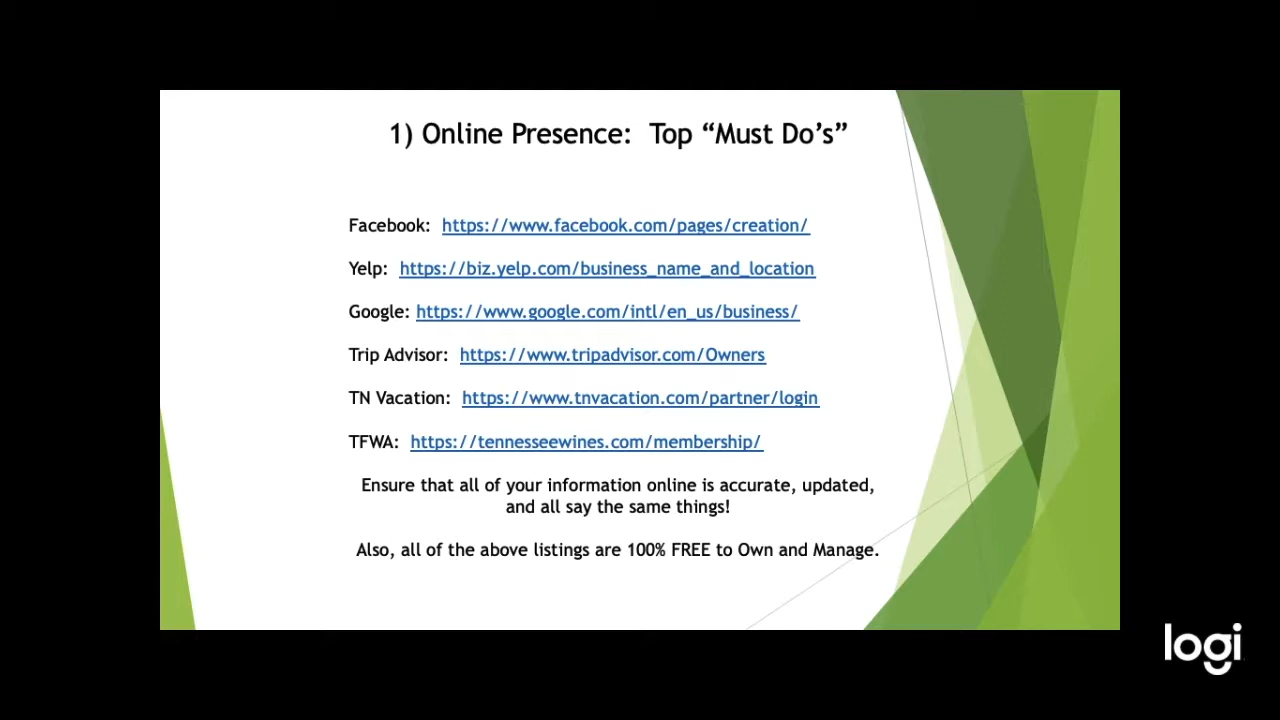 1) Online Presence:  Top “Must Do’s”
Facebook:  https://www.facebook.com/pages/creation/
Yelp:  https://biz.yelp.com/business_name_and_location
Google: https://www.google.com/intl/en_us/business/
Trip Advisor:  https://www.tripadvisor.com/Owners
TN Vacation:  https://www.tnvacation.com/partner/login
TFWA:  https://tennesseewines.com/membership/
Ensure that all of your information online is accurate, updated,
and all say the same things!
Also, all of the above listings are 100% FREE to Own and Manage.
logi